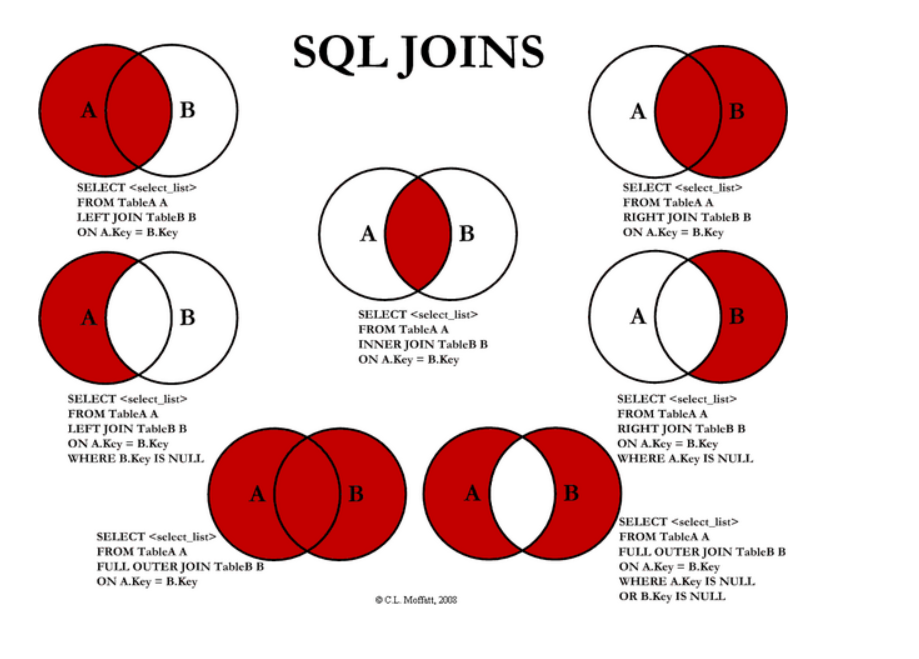 SQL JOINS
A B
SELECT <select_list>
FROM TableA A
LEFT JOIN TableB B
ON A.Key = B.Key
A B
SELECT <select_list>
FROM TableA A
RIGHT JOIN TableB B
ON A.Key = B.Key
A B
SELECT <select_list>
FROM TableA A
INNER JOIN TableB B
ON A.Key = B.Key
A B
SELECT <select_list>
FROM TableA A
LEFT JOIN TableB B
ON A.Key = B.Key
WHERE B.Key IS NULL
A B
SELECT <select_list>
FROM TableA A
RIGHT JOIN TableB B
ON A.Key = B.Key
WHERE A.Key IS NULL
A B
SELECT <select_list>
FROM TableA A
FULL OUTER JOIN TableB B
ON A.Key = B.Key
A B
SELECT <select_list>
FROM TableA A
FULL OUTER JOIN TableB B
ON A.Key = B.Key
WHERE A.Key IS NULL
OR B.Key IS NULL
© C.L. Moffatt, 2008